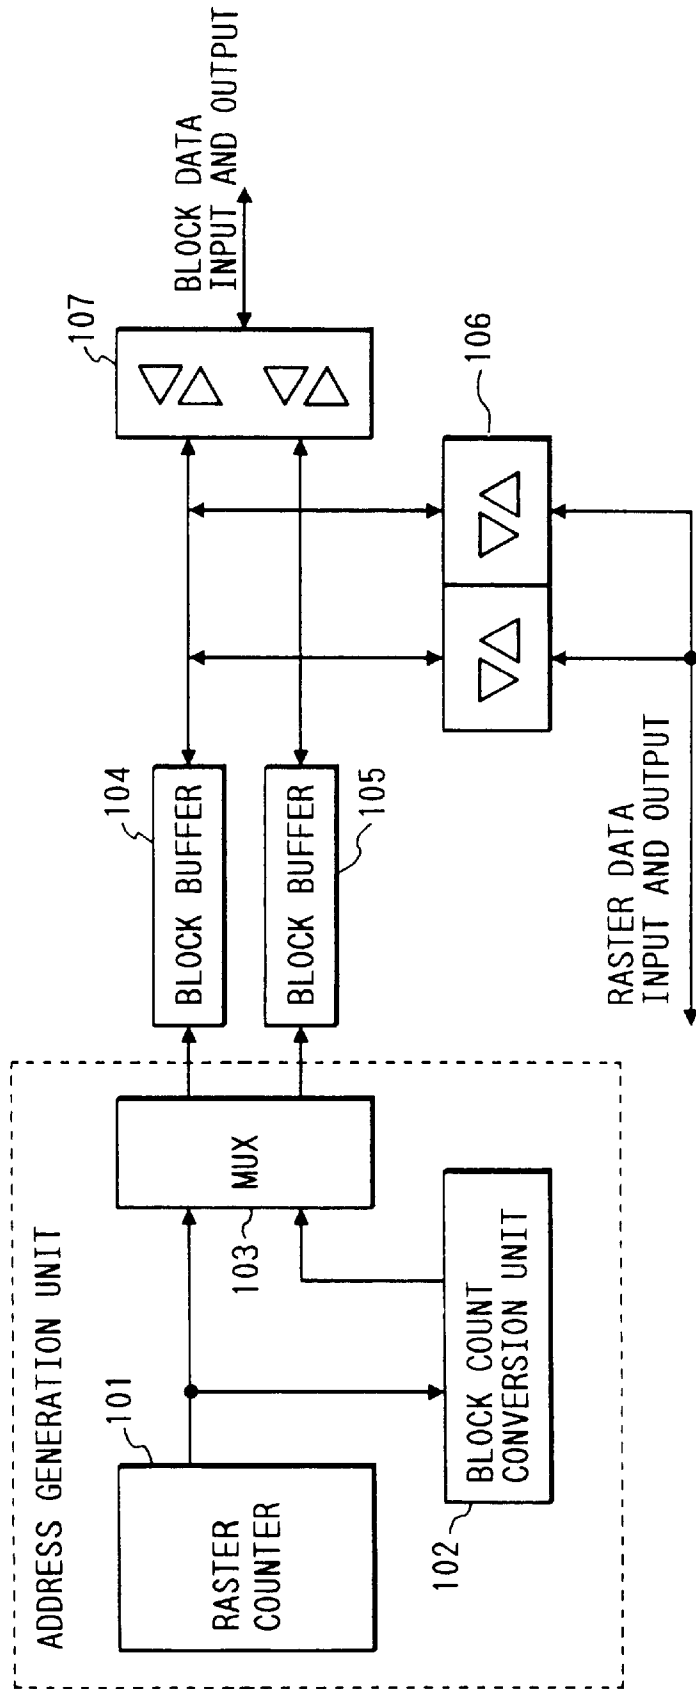 ADDRESS GENERATION UNIT
101
RASTER
COUNTER
102
BLOCK COUNT
CONVERSION UNIT
103
MUX
104
BLOCK BUFFER
BLOCK BUFFER
105
107
BLOCK DATA
INPUT AND OUTPUT
106
RASTER DATA
INPUT AND OUTPUT